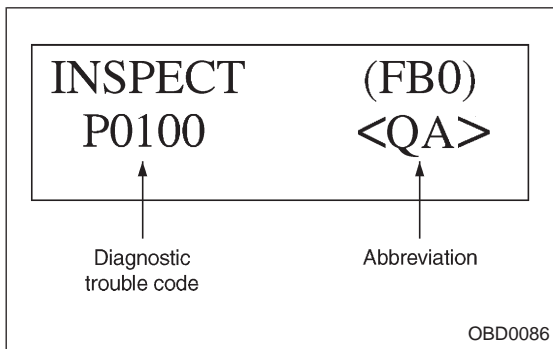 INSPECT (FB0)
P0100 <QA>
Diagnostic Abbreviation
trouble code
OBD0086